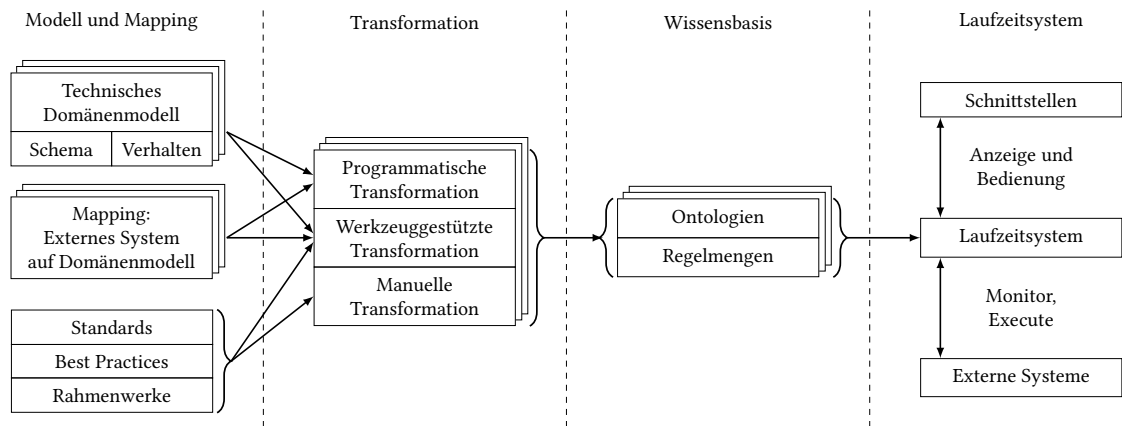 Modell und Mapping
Transformation
Wissensbasis
Laufzeitsystem
Technisches
Domänenmodell
Schema
Verhalten
Mapping:
Externes System
auf Domänenmodell
Standards
Best Practices
Rahmenwerke
Programmatische
Transformation
Werkzeuggestützte
Transformation
Manuelle
Transformation
Ontologien
Regelmengen
Schnittstellen
Anzeige und
Bedienung
Laufzeitsystem
Monitor,
Execute
Externe Systeme